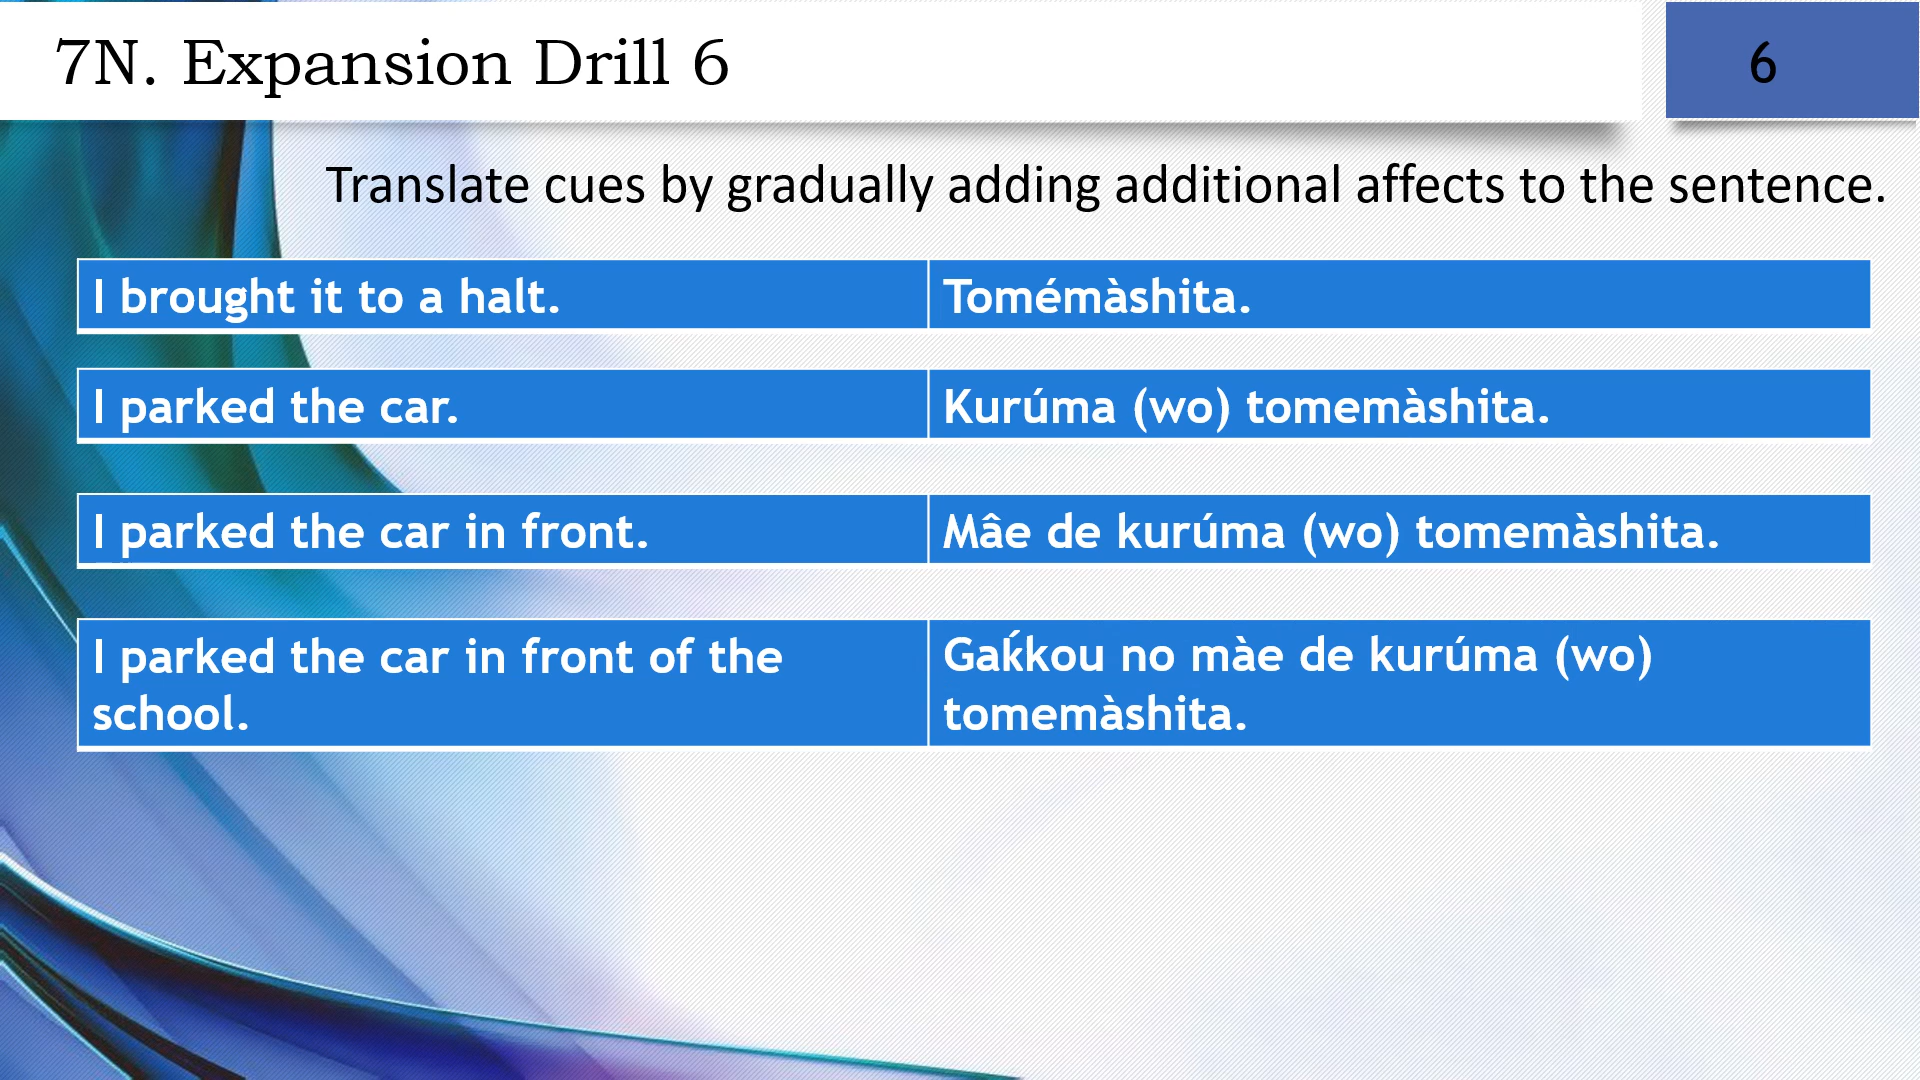 7N. Expansion Drill 6
6
Translate cues by gradually adding additional affects to the sentence.
I brought it to a halt.
Tomémàshita.
I parked the car.
Kurúma (wo) tomemàshita.
I parked the car in front.
Mâe de kurúma (wo) tomemàshita.
I parked the car in front of the
school.
Gaḱkou no màe de kurúma (wo)
tomemàshita.